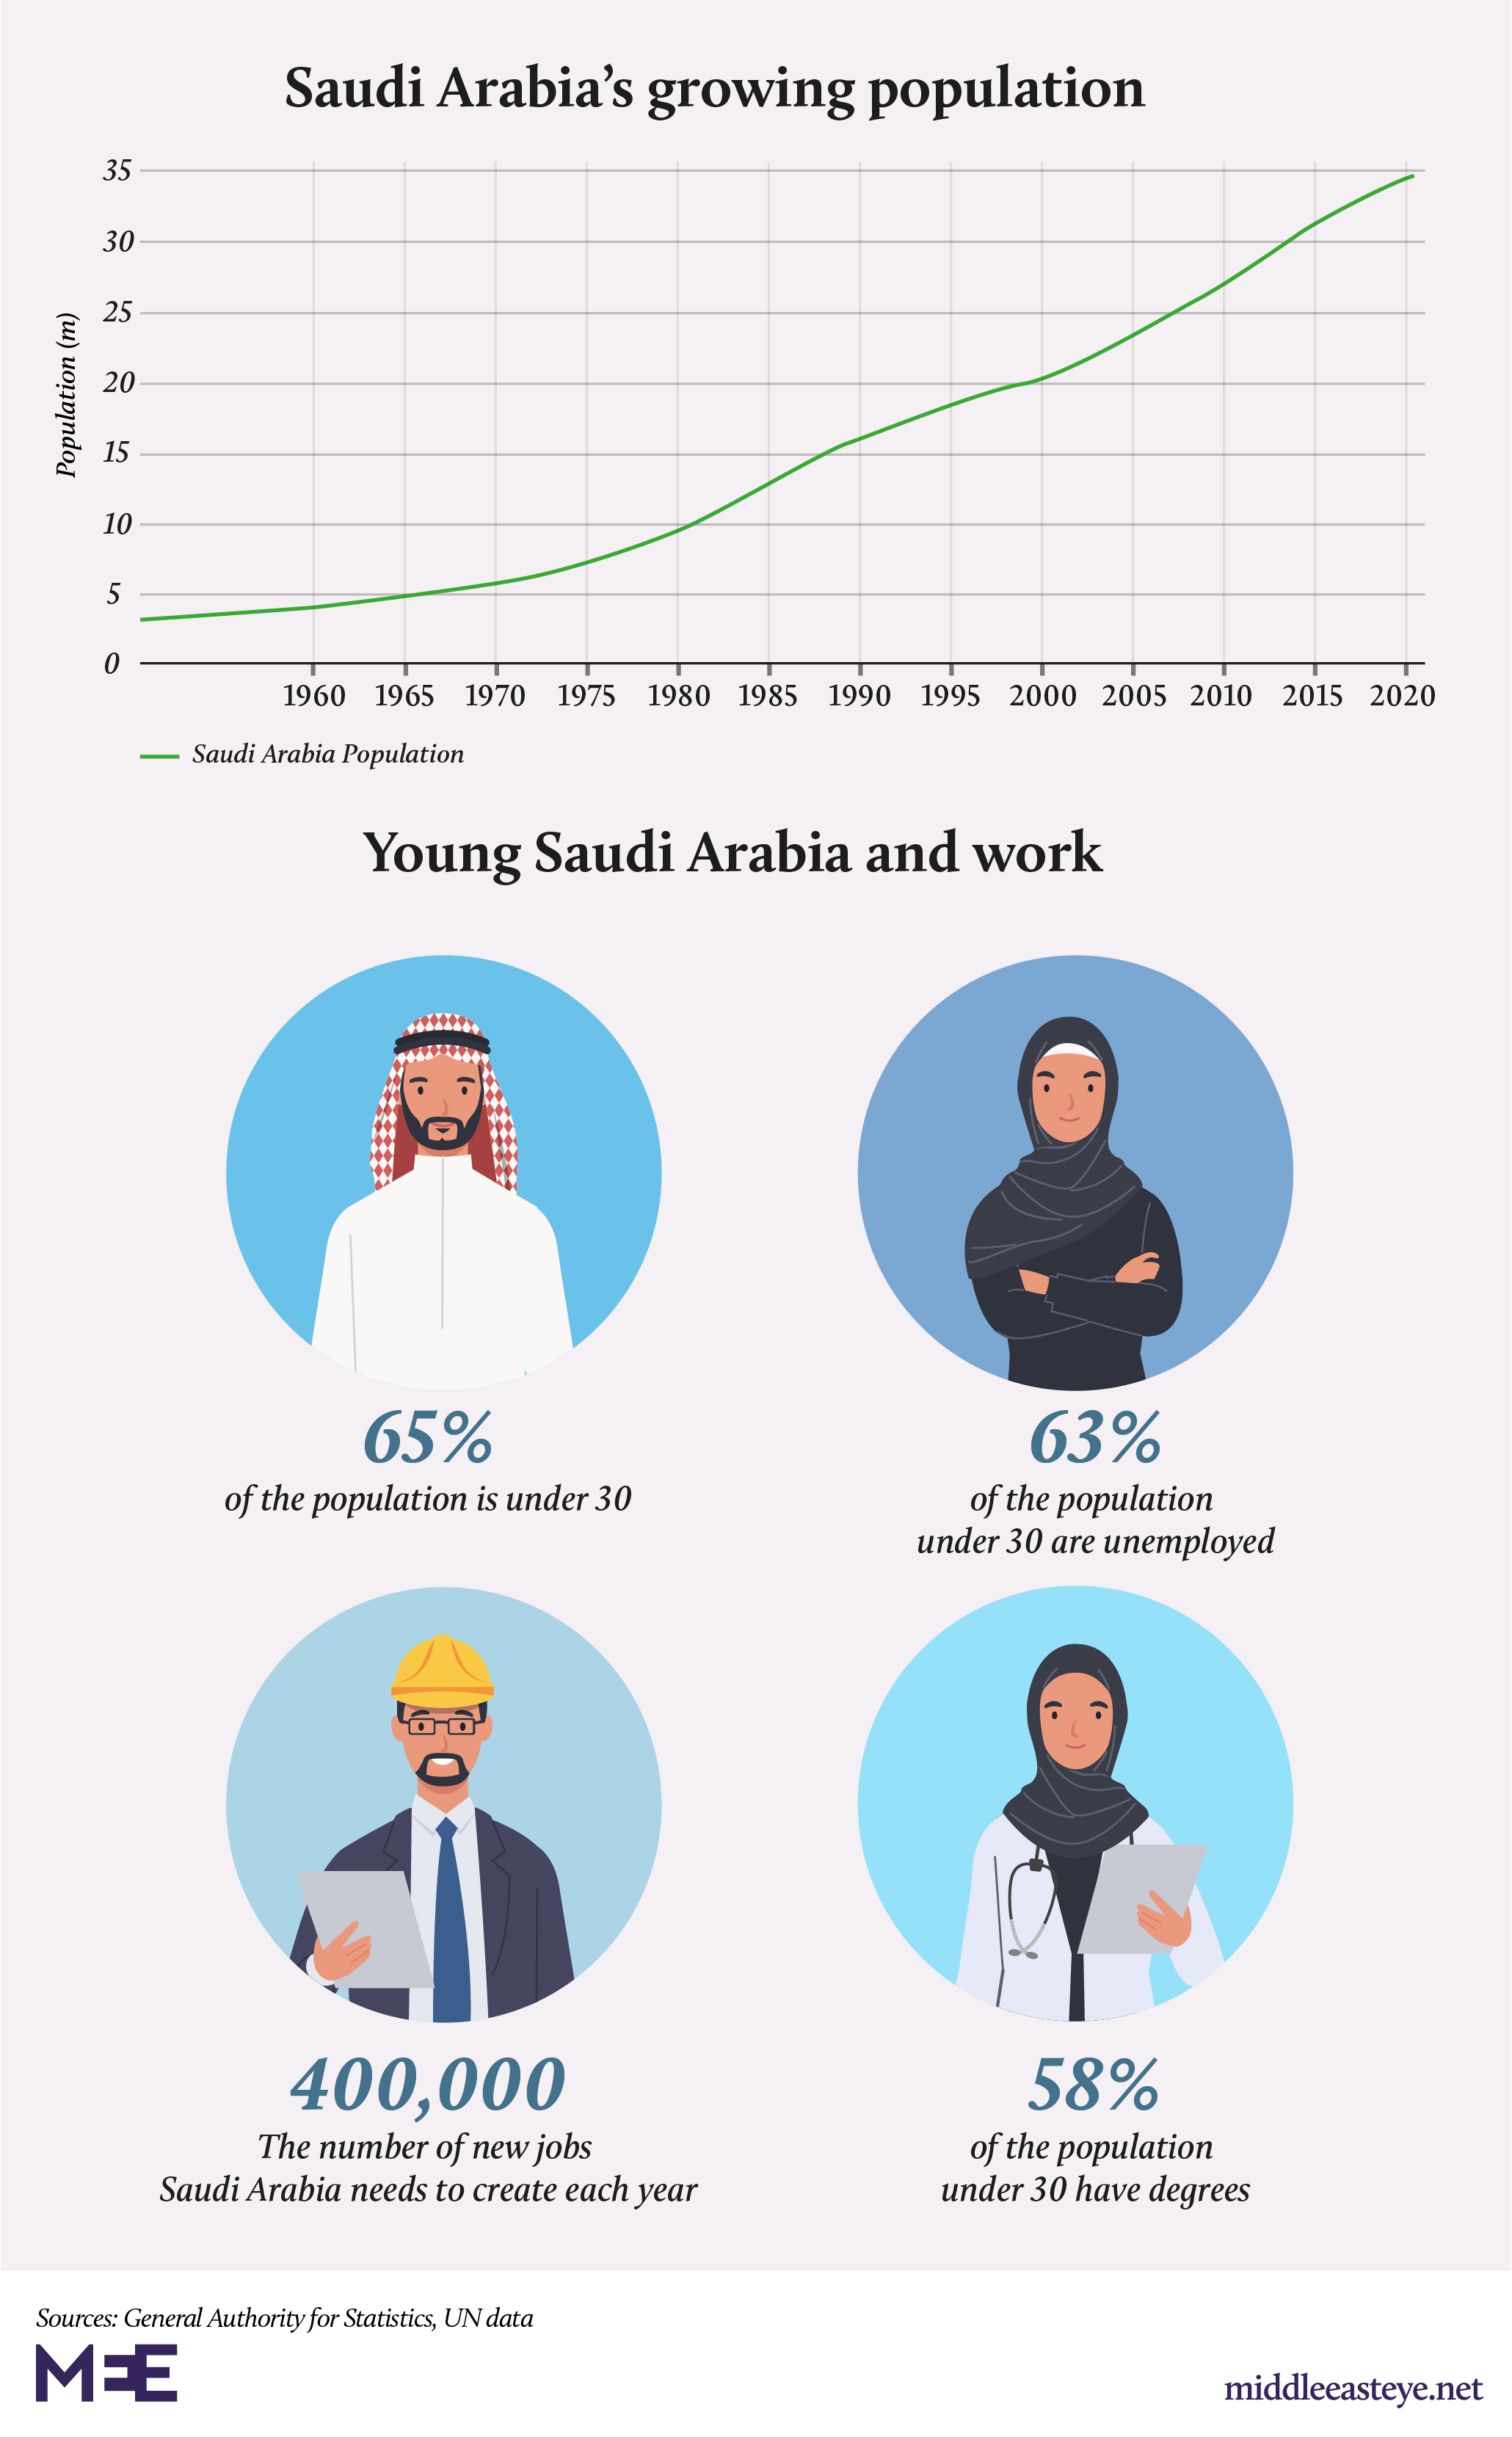 Saudi Arabia’s growing population
35
30
25
20
15
10
5
0
Population (m)
1960 1965 1970 1975 1980 1985 1990 1995 2000 2005 2010 2015 2020
Saudi Arabia Population
Young Saudi Arabia and work
65%
of the population is under 30
63%
of the population
under 30 are unemployed
400,000
The number of new jobs
Saudi Arabia needs to create each year
58%
of the population
under 30 have degrees
Sources: General Authority for Statistics, UN data
MEE
middleeasteye.net